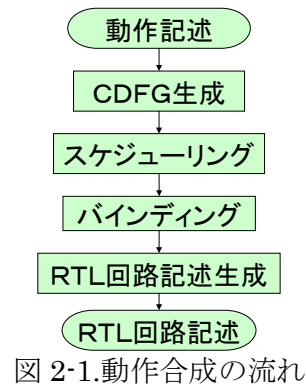 動作記述
CDFG生成
スケジューリング
バインディング
RTL回路記述生成
RTL回路記述
図 2-1.動作合成の流れ